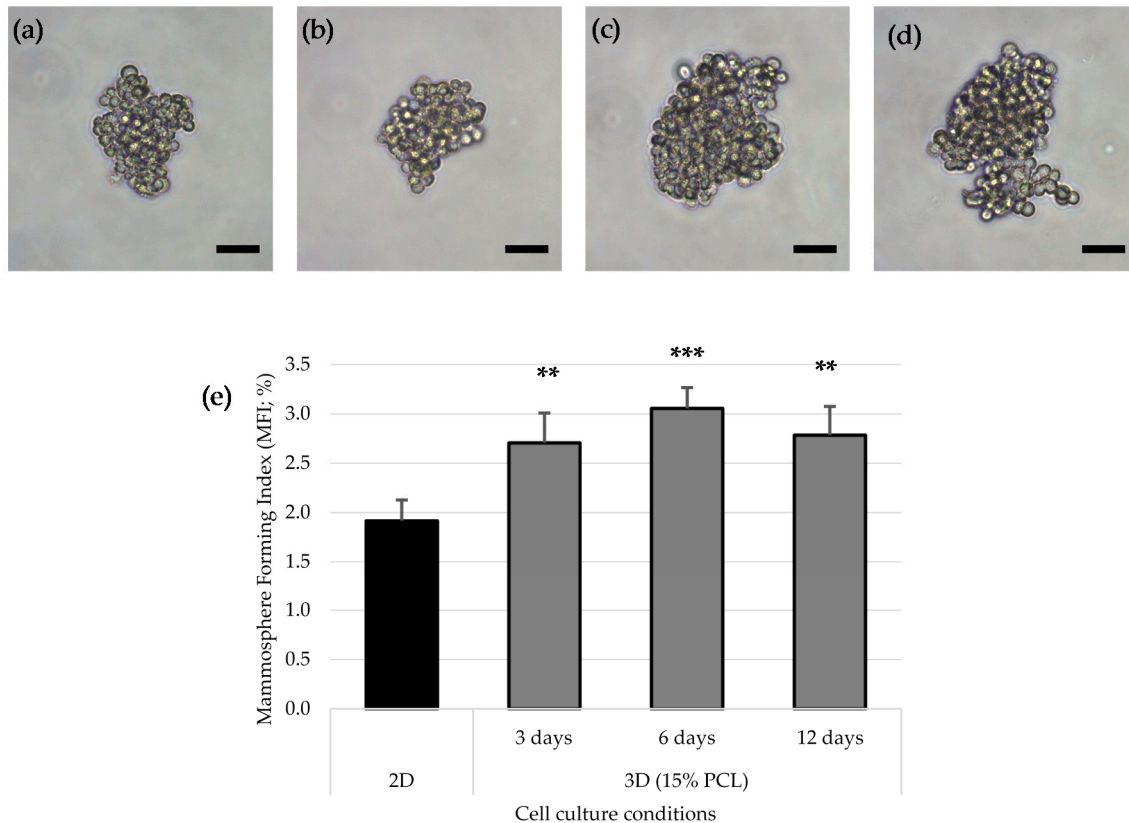 (a)
(b)
(c)
(d)
(e)
Mammosphere Forming Index (MFI; %)
3.5
3.0
2.5
2.0
1.5
1.0
0.5
0.0
**
***
**
3 days
6 days
12 days
2D
3D (15% PCL)
Cell culture conditions